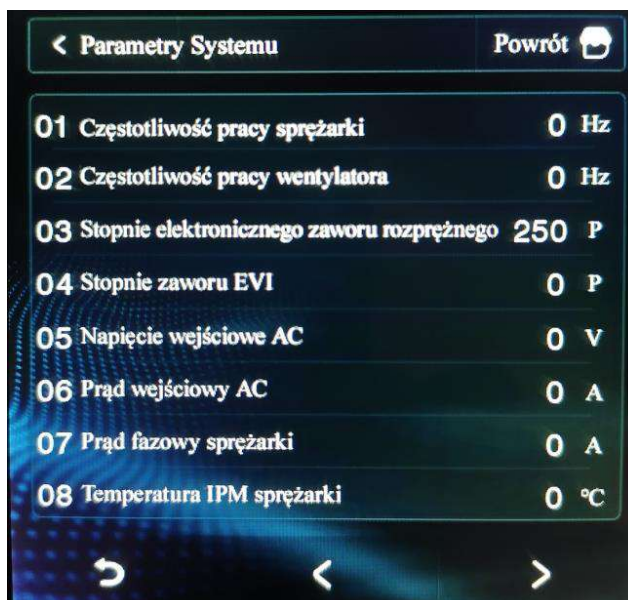 < Parametry Systemu Powrót
01 Częstotliwość pracy sprężarki 0 Hz
02 Częstotliwość pracy wentylatora 0 Hz
03 Stopnie elektronicznego zaworu rozprężnego 250 P
04 Stopnie zaworu EVI 0 P
05 Napięcie wejściowe AC 0 V
06 Prąd wejściowy AC 0 A
07 Prąd fazowy sprężarki 0 A
08 Temperatura IPM sprężarki 0 °C